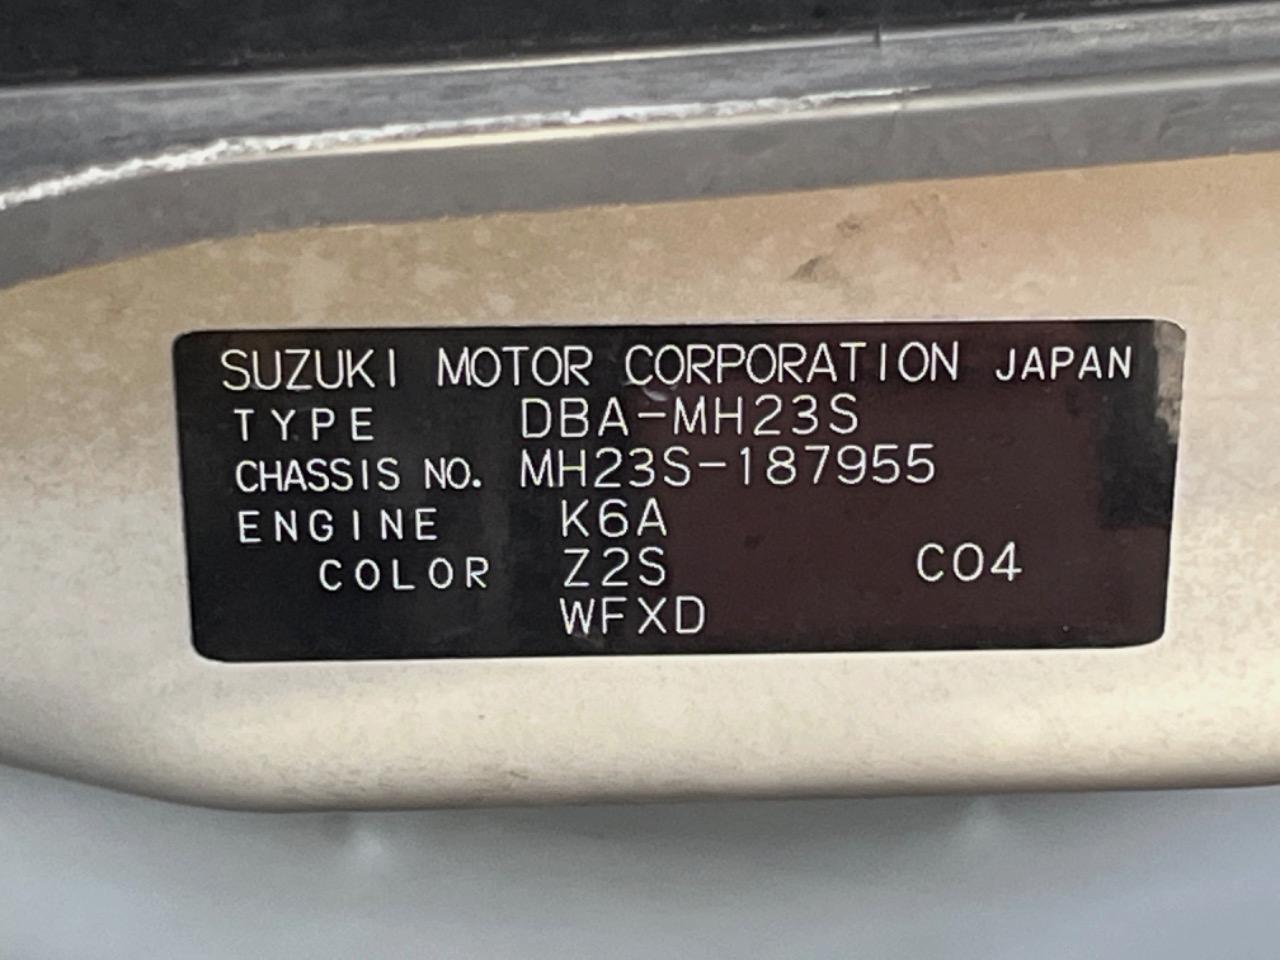 SUZUKI MOTOR CORPORATION JAPAN
TYPE DBA-MH23S
CHASSIS NO. MH23S-187955
ENGINE K6A
COLOR Z2S C04
WFXD